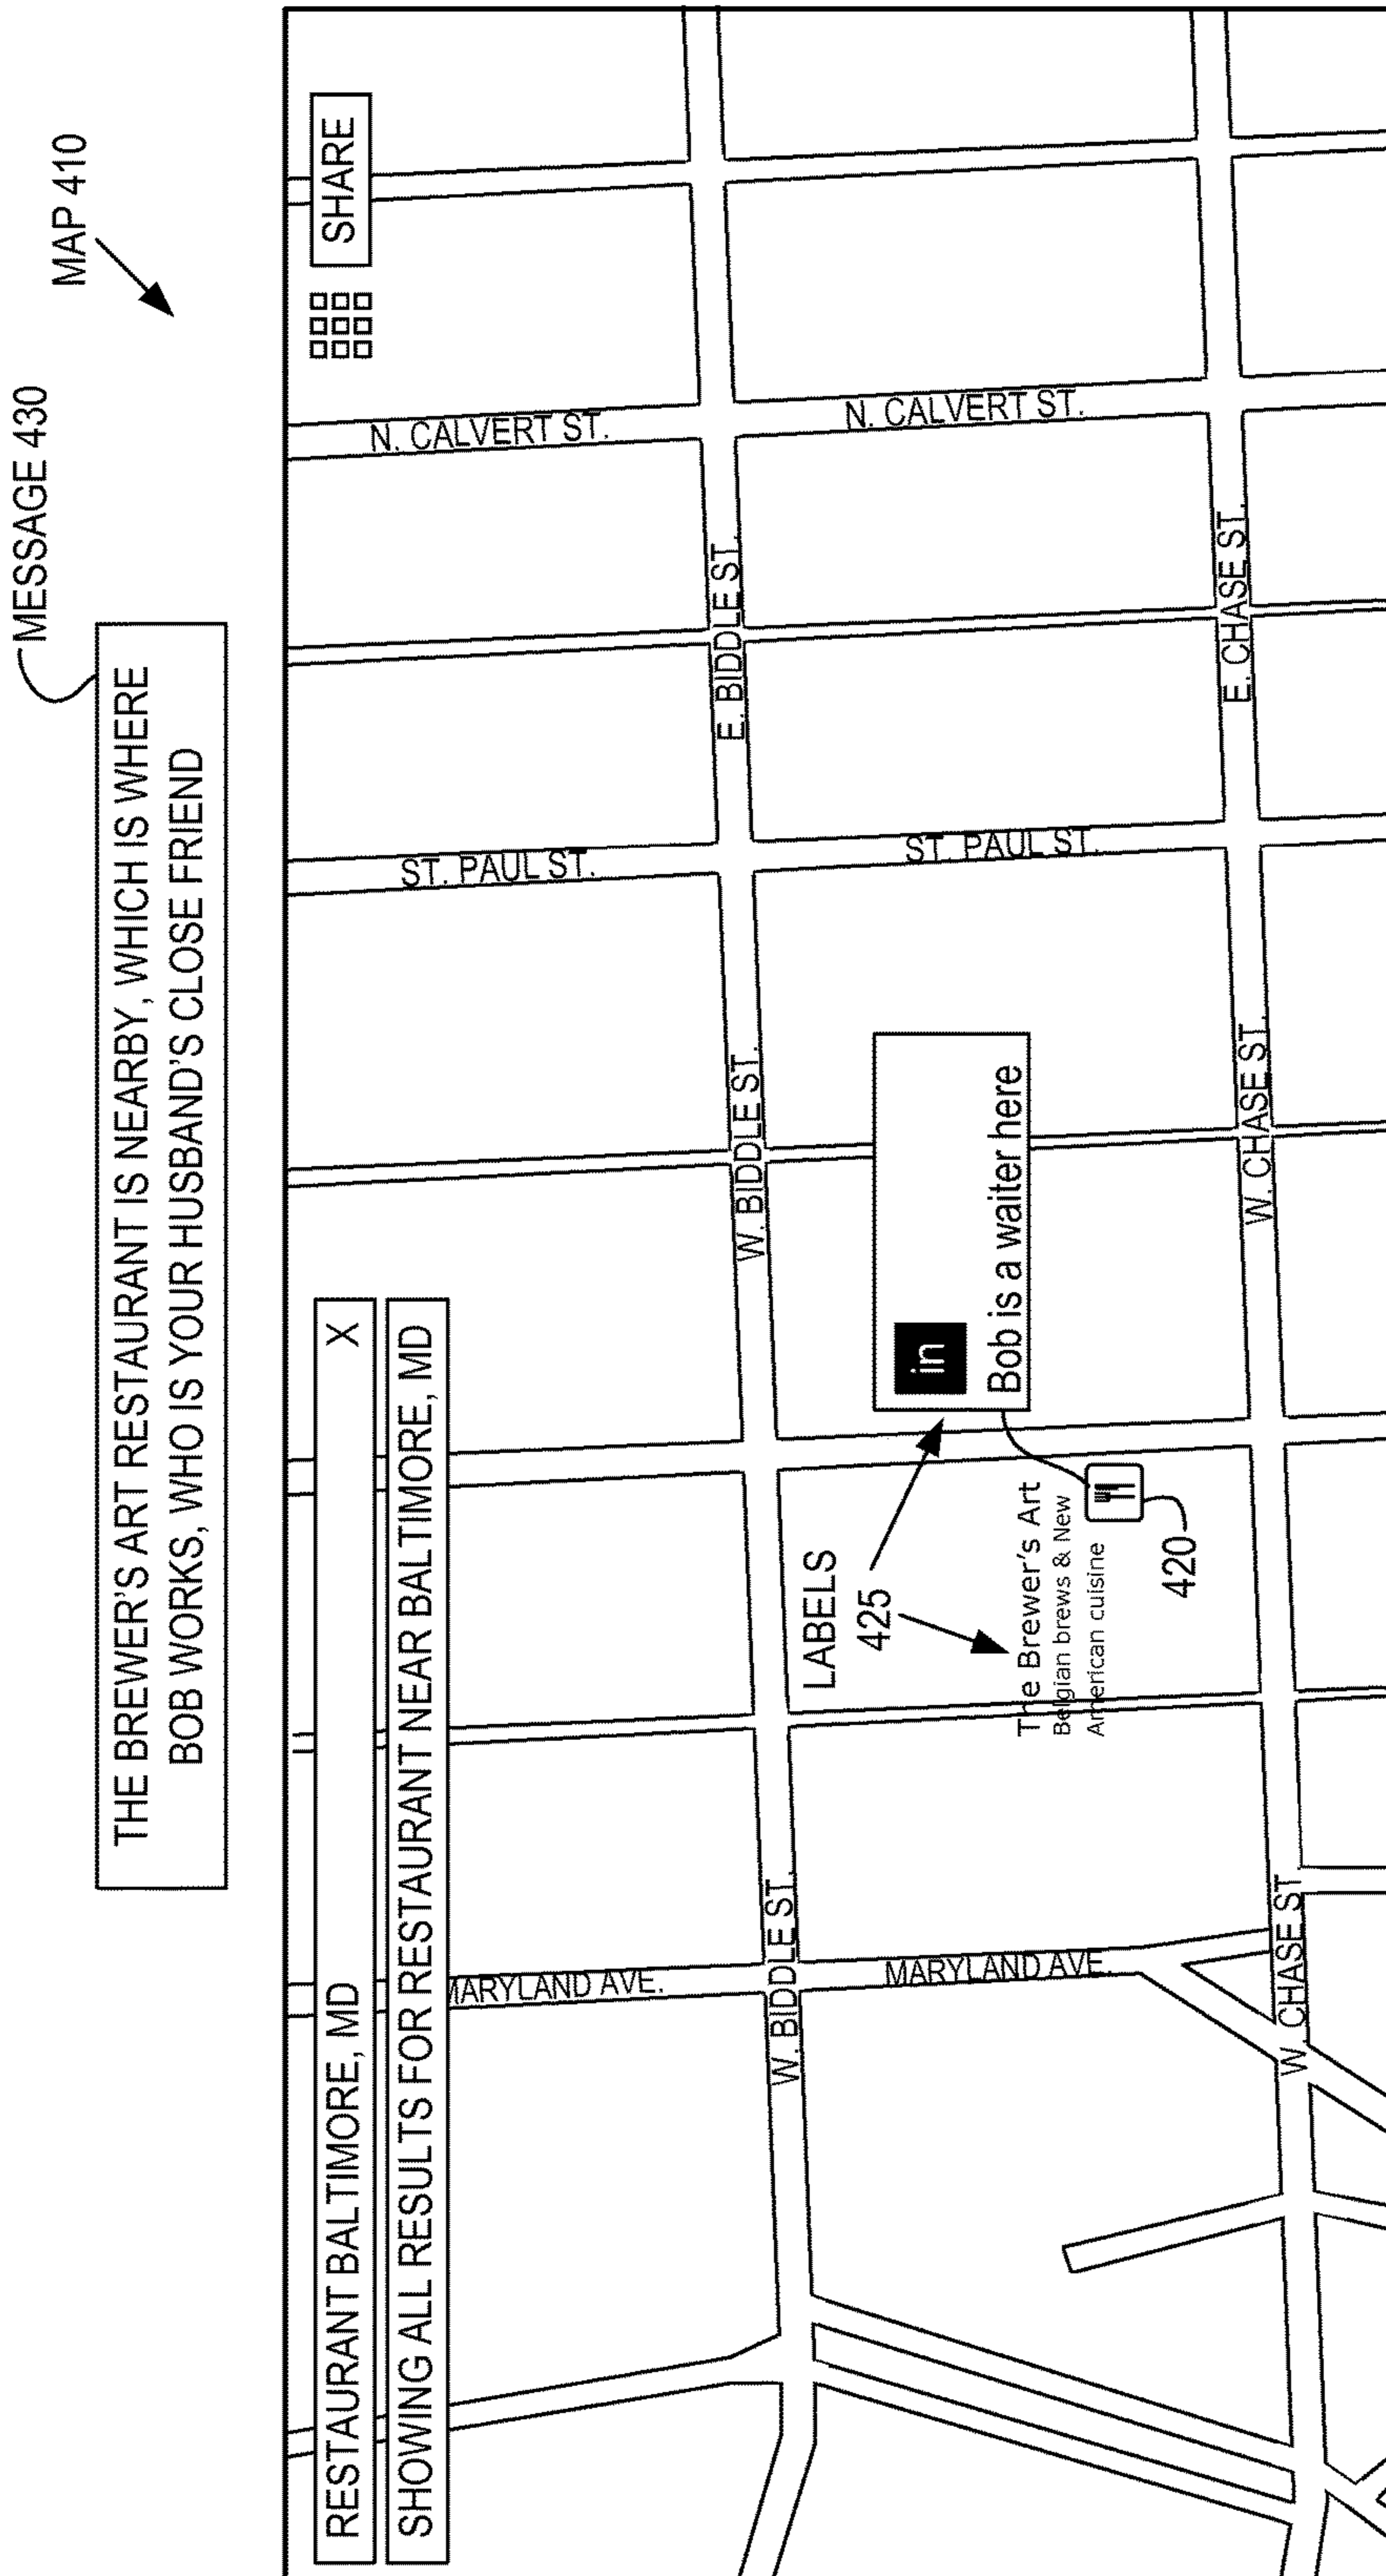 MESSAGE 430
MAP 410
THE BREWER'S ART RESTAURANT IS NEARBY, WHICH IS WHERE
BOB WORKS, WHO IS YOUR HUSBAND'S CLOSE FRIEND
RESTAURANT BALTIMORE, MD X
SHARE
SHOWING ALL RESULTS FOR RESTAURANT NEAR BALTIMORE, MD
MARYLAND AVE.
ST. PAUL ST.
N. CALVERT ST.
W. BIDDLE ST.
W. BIDDLE ST.
E. BIDDLE ST.
LABELS
425
MARYLAND AVE.
ST. PAUL ST.
N. CALVERT ST.
in
Bob is a waiter here
The Brewer's Art
Belgian brews & New
American cuisine
420
W. CHASE ST.
W. CHASE ST.
E. CHASE ST.